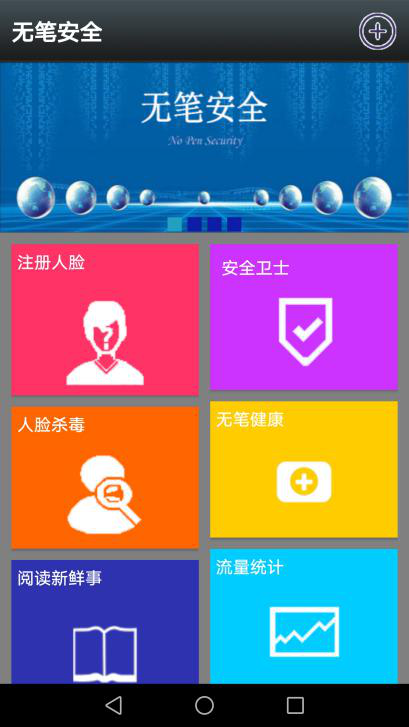 无笔安全
无笔安全
No Pen Security
注册人脸
安全卫士
人脸杀毒
无笔健康
阅读新鲜事
流量统计